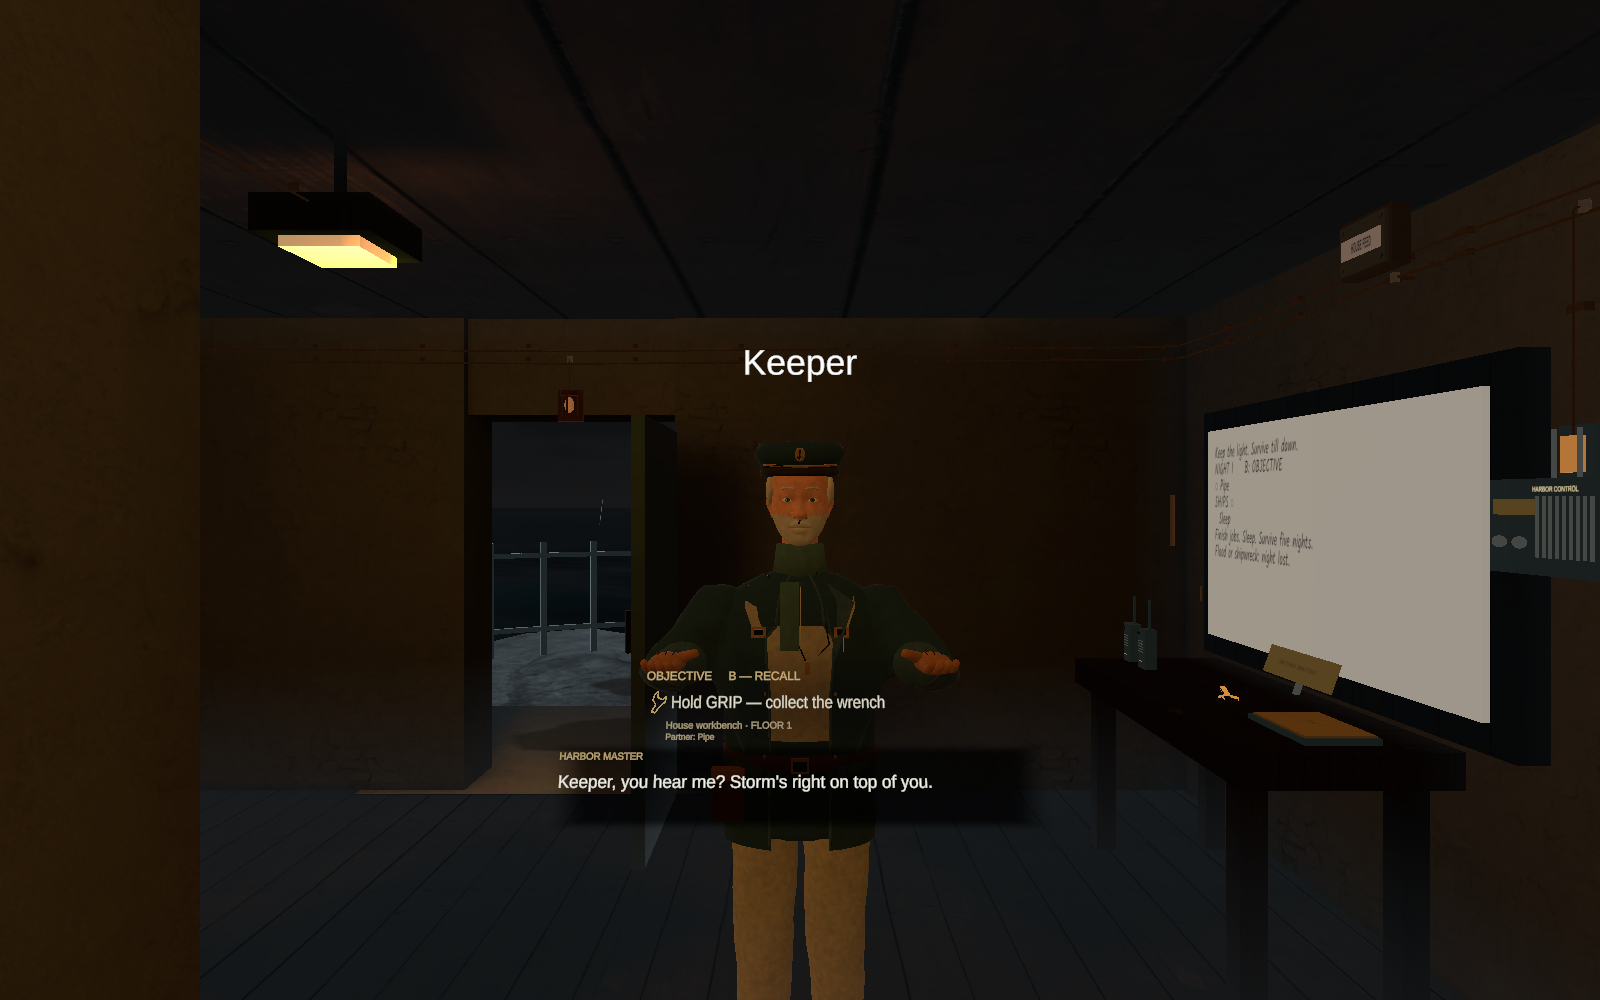 HOUSE FEED
Keeper
Keep the light. Survive till dawn.
NIGHT 1 B: OBJECTIVE
Pipe
SHIPS
Sleep
Finish jobs. Sleep. Survive five nights.
Flood or shipwreck: night lost.
HARBOR CONTROL
OBJECTIVE B — RECALL
Hold GRIP — collect the wrench
House workbench - FLOOR 1
Partner: Pipe
HARBOR MASTER
Keeper, you hear me? Storm's right on top of you.